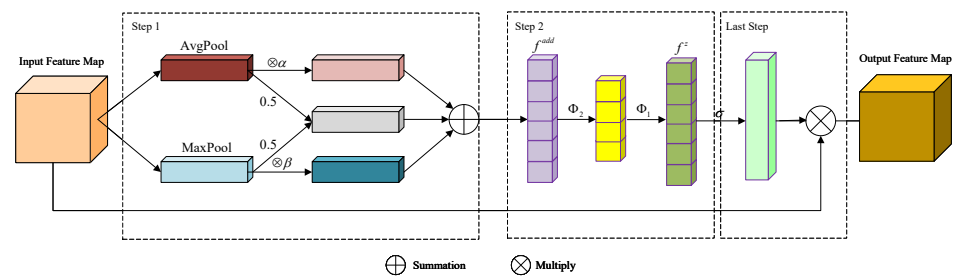 Step 1
Step 2
Last Step
Input Feature Map
AvgPool
⊗α
0.5
0.5
MaxPool
⊗β
f^add
Φ₂
Φ₁
f^z
σ
Output Feature Map
Summation
Multiply